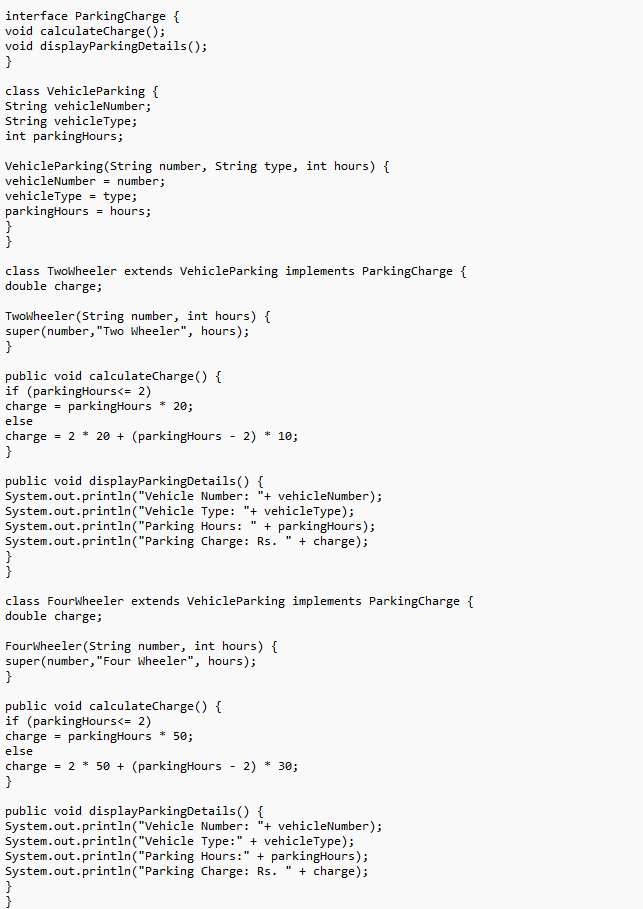 interface ParkingCharge {
void calculateCharge();
void displayParkingDetails();
}
class VehicleParking {
String vehicleNumber;
String vehicleType;
int parkingHours;
VehicleParking(String number, String type, int hours) {
vehicleNumber = number;
vehicleType = type;
parkingHours = hours;
}
}
class TwoWheeler extends VehicleParking implements ParkingCharge {
double charge;
TwoWheeler(String number, int hours) {
super(number,"Two Wheeler", hours);
}
public void calculateCharge() {
if (parkingHours<= 2)
charge = parkingHours * 20;
else
charge = 2 * 20 + (parkingHours - 2) * 10;
}
public void displayParkingDetails() {
System.out.println("Vehicle Number: "+ vehicleNumber);
System.out.println("Vehicle Type: "+ vehicleType);
System.out.println("Parking Hours: " + parkingHours);
System.out.println("Parking Charge: Rs. " + charge);
}
}
class FourWheeler extends VehicleParking implements ParkingCharge {
double charge;
FourWheeler(String number, int hours) {
super(number,"Four Wheeler", hours);
}
public void calculateCharge() {
if (parkingHours<= 2)
charge = parkingHours * 50;
else
charge = 2 * 50 + (parkingHours - 2) * 30;
}
public void displayParkingDetails() {
System.out.println("Vehicle Number: "+ vehicleNumber);
System.out.println("Vehicle Type:" + vehicleType);
System.out.println("Parking Hours:" + parkingHours);
System.out.println("Parking Charge: Rs. " + charge);
}
}